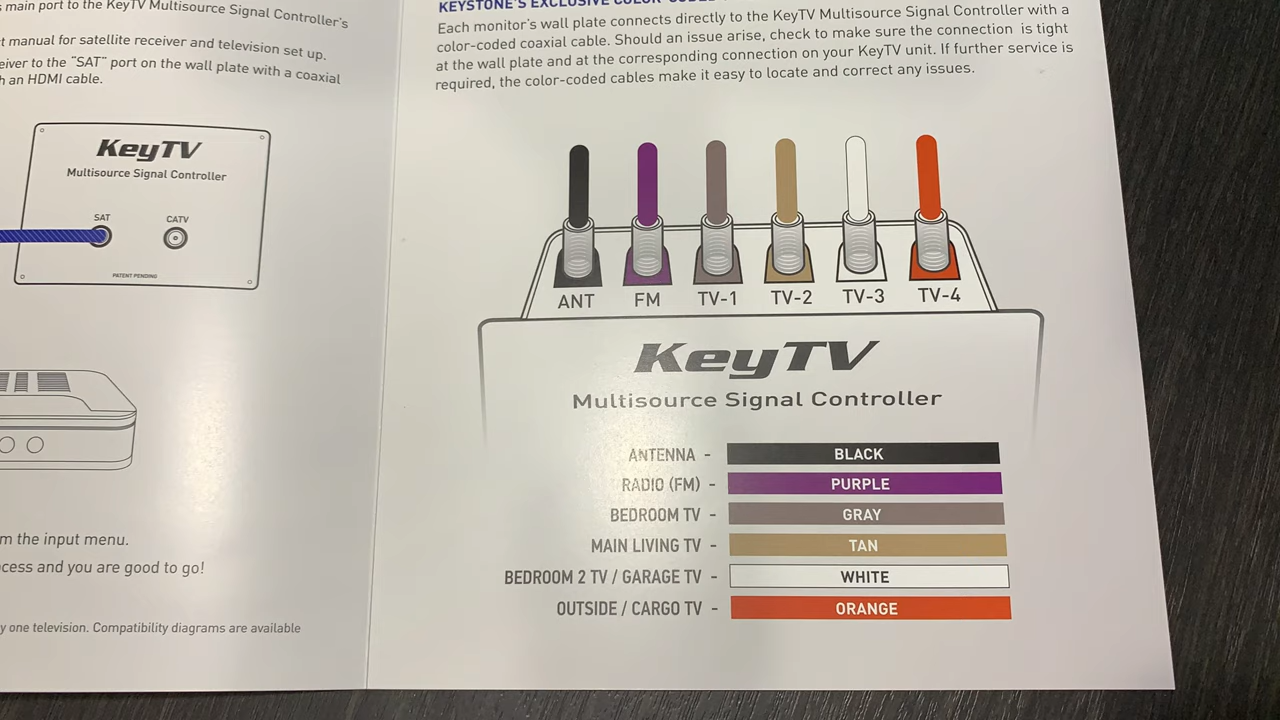 main port to the KeyTV Multisource Signal Controller's
manual for satellite receiver and television set up.
to the "SAT" port on the wall plate with a coaxial
an HDMI cable.
KeyTV
Multisource Signal Controller
SAT
CATV
PATENT PENDING
the input menu.
and you are good to go!
one television. Compatibility diagrams are available
KEYSTONE'S EXCLUSIVE
Each monitor's wall plate connects directly to the KeyTV Multisource Signal Controller with a
color-coded coaxial cable. Should an issue arise, check to make sure the connection is tight
at the wall plate and at the corresponding connection on your KeyTV unit. If further service is
required, the color-coded cables make it easy to locate and correct any issues.
ANT FM TV-1 TV-2 TV-3 TV-4
KeyTV
Multisource Signal Controller
ANTENNA - BLACK
RADIO (FM) - PURPLE
BEDROOM TV - GRAY
MAIN LIVING TV - TAN
BEDROOM 2 TV / GARAGE TV - WHITE
OUTSIDE / CARGO TV - ORANGE